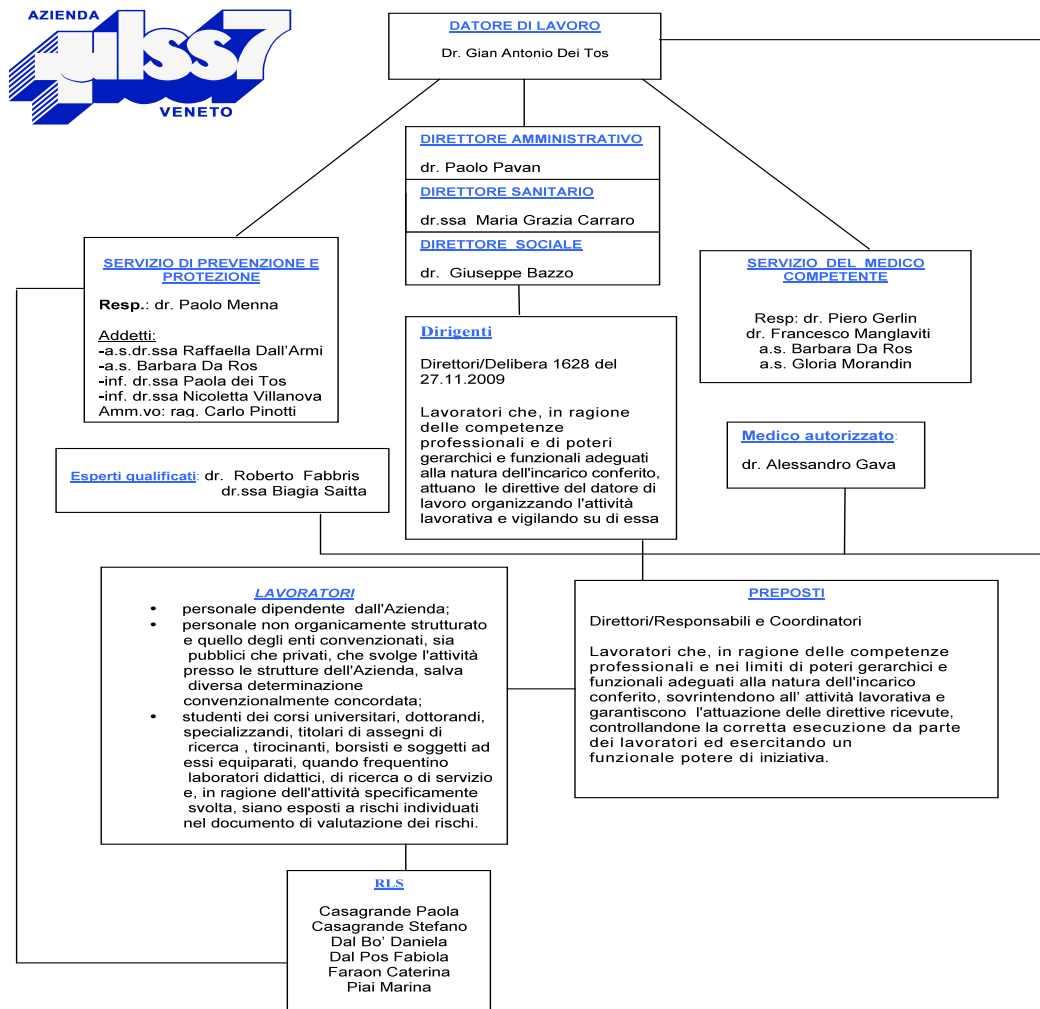 AZIENDA
ulss7
VENETO
DATORE DI LAVORO
Dr. Gian Antonio Dei Tos
DIRETTORE AMMINISTRATIVO
dr. Paolo Pavan
DIRETTORE SANITARIO
dr.ssa Maria Grazia Carraro
DIRETTORE SOCIALE
dr. Giuseppe Bazzo
SERVIZIO DI PREVENZIONE E
PROTEZIONE
Resp.: dr. Paolo Menna
Addetti:
-a.s.dr.ssa Raffaella Dall'Armi
-a.s. Barbara Da Ros
-inf. dr.ssa Paola dei Tos
-inf. dr.ssa Nicoletta Villanova
Amm.vo: rag. Carlo Pinotti
SERVIZIO DEL MEDICO
COMPETENTE
Resp: dr. Piero Gerlin
dr. Francesco Manglaviti
a.s. Barbara Da Ros
a.s. Gloria Morandin
Dirigenti
Direttori/Delibera 1628 del
27.11.2009
Lavoratori che, in ragione
delle competenze
professionali e di poteri
gerarchici e funzionali adeguati
alla natura dell'incarico conferito,
attuano le direttive del datore di
lavoro organizzando l'attività
lavorativa e vigilando su di essa
Esperti qualificati: dr. Roberto Fabbris
dr.ssa Biagia Saitta
Medico autorizzato:
dr. Alessandro Gava
LAVORATORI
• personale dipendente dall'Azienda;
• personale non organicamente strutturato
e quello degli enti convenzionati, sia
pubblici che privati, che svolge l'attività
presso le strutture dell'Azienda, salva
diversa determinazione
convenzionalmente concordata;
• studenti dei corsi universitari, dottorandi,
specializzandi, titolari di assegni di
ricerca , tirocinanti, borsisti e soggetti ad
essi equiparati, quando frequentino
laboratori didattici, di ricerca o di servizio
e, in ragione dell'attività specificamente
svolta, siano esposti a rischi individuati
nel documento di valutazione dei rischi.
PREPOSTI
Direttori/Responsabili e Coordinatori
Lavoratori che, in ragione delle competenze
professionali e nei limiti di poteri gerarchici e
funzionali adeguati alla natura dell'incarico
conferito, sovrintendono all' attività lavorativa e
garantiscono l'attuazione delle direttive ricevute,
controllandone la corretta esecuzione da parte
dei lavoratori ed esercitando un
funzionale potere di iniziativa.
RLS
Casagrande Paola
Casagrande Stefano
Dal Bo' Daniela
Dal Pos Fabiola
Faraon Caterina
Piai Marina